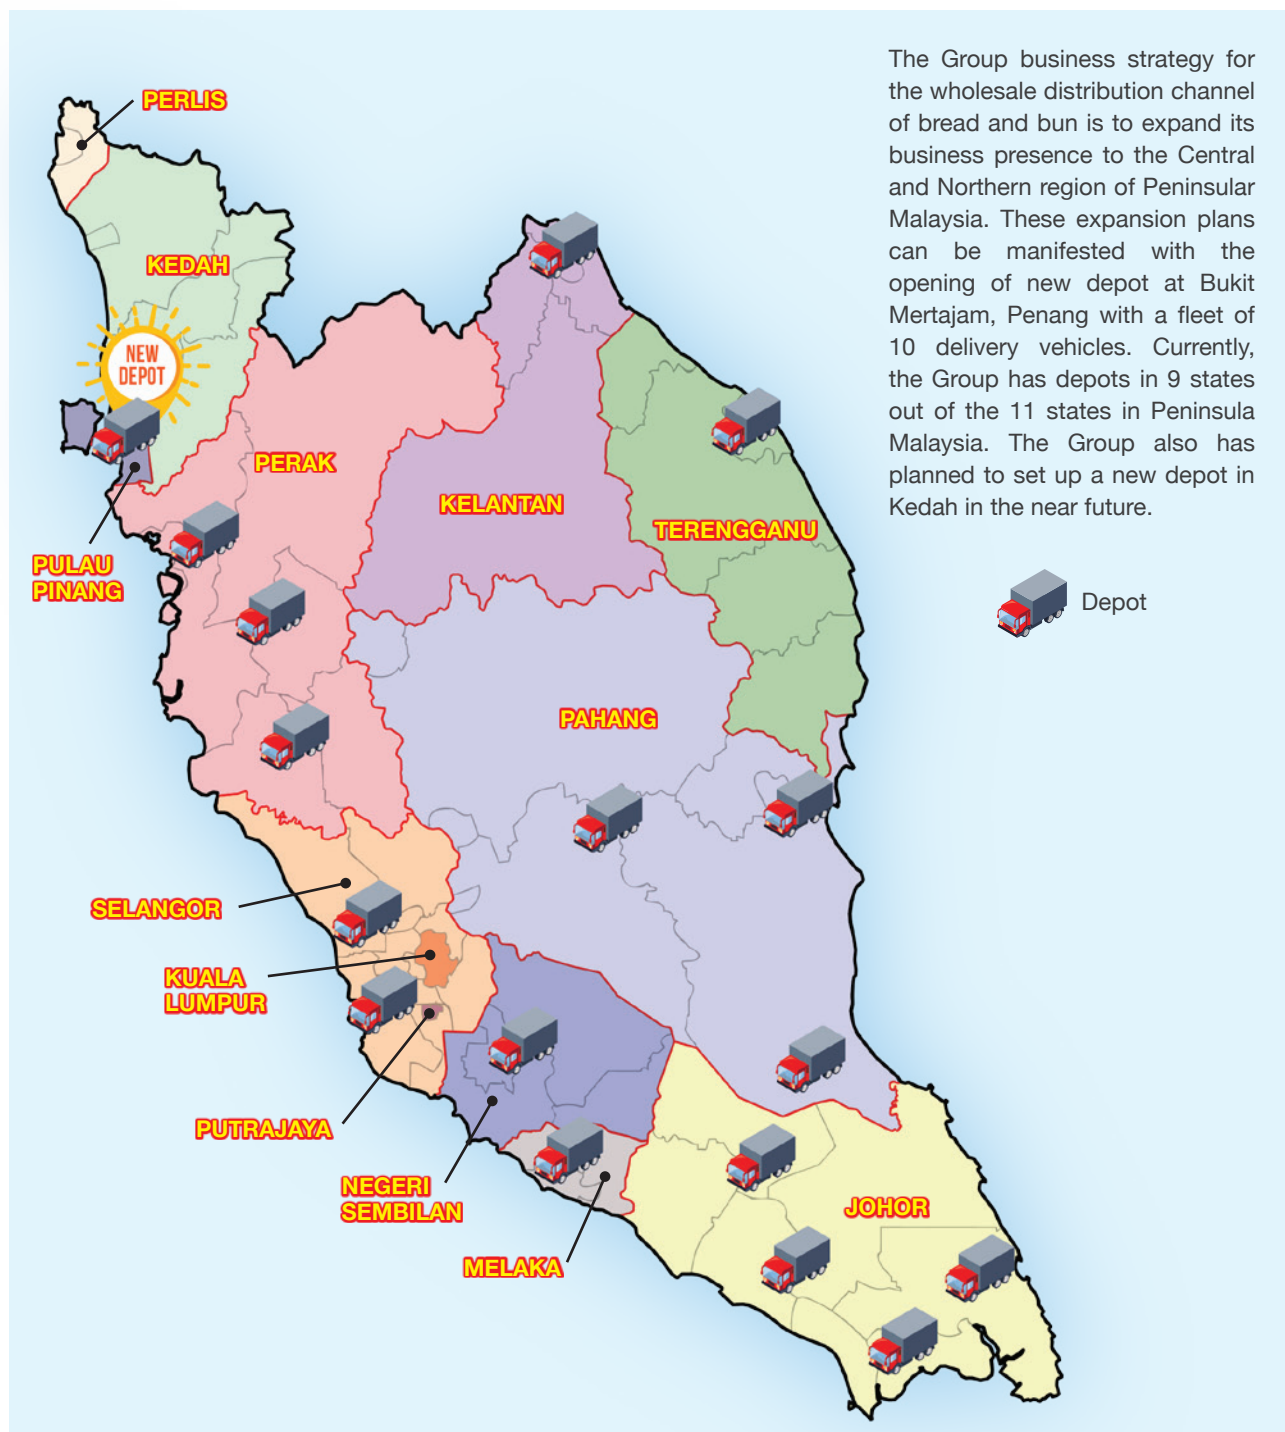 The Group business strategy for
the wholesale distribution channel
of bread and bun is to expand its
business presence to the Central
and Northern region of Peninsular
Malaysia. These expansion plans
can be manifested with the
opening of new depot at Bukit
Mertajam, Penang with a fleet of
10 delivery vehicles. Currently,
the Group has depots in 9 states
out of the 11 states in Peninsula
Malaysia. The Group also has
planned to set up a new depot in
Kedah in the near future.
Depot
PERLIS
KEDAH
NEW
DEPOT
PERAK
KELANTAN
TERENGGANU
PULAU
PINANG
PAHANG
SELANGOR
KUALA
LUMPUR
PUTRAJAYA
NEGERI
SEMBILAN
JOHOR
MELAKA